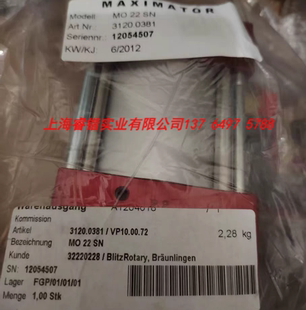 MAXIMATOR
Modell: MO 22 SN
Art.Nr. 3120.0381
Seriennr. 12054507
KW/KJ: 6/2012
上海睿毅实业有限公司137 6497 5789
Warenausgang
Kommission
Artikel 3120.0381 / VP10.00.72
Bezeichnung MO 22 SN
2,28 kg
Kunde 32220228 / BlitzRotary, Bräunlingen
SN 12054507
Lager FGP/01/01/01
Menge 1,00 Stk